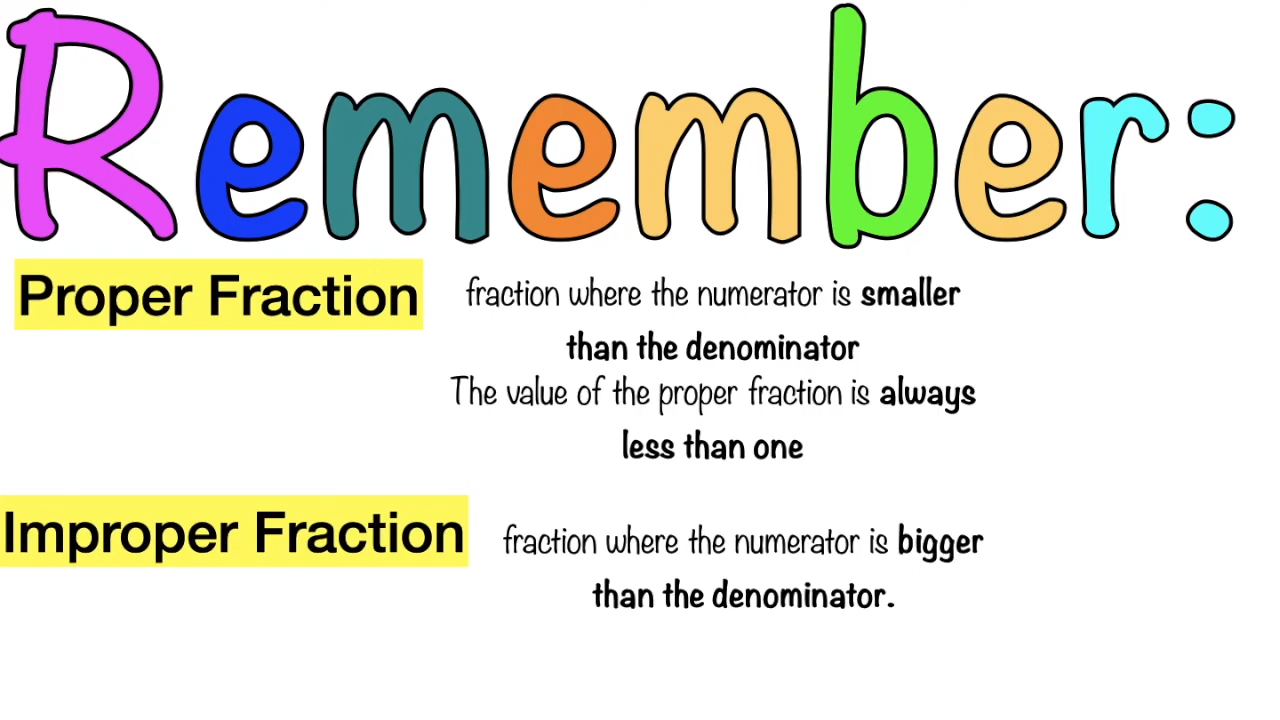 Remember:
Proper Fraction
fraction where the numerator is smaller
than the denominator
The value of the proper fraction is always
less than one
Improper Fraction
fraction where the numerator is bigger
than the denominator.